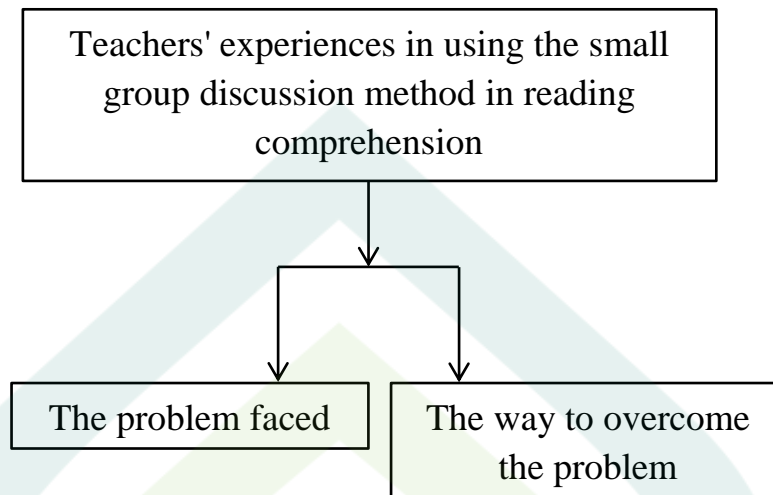 Teachers' experiences in using the small
group discussion method in reading
comprehension
The problem faced
The way to overcome
the problem